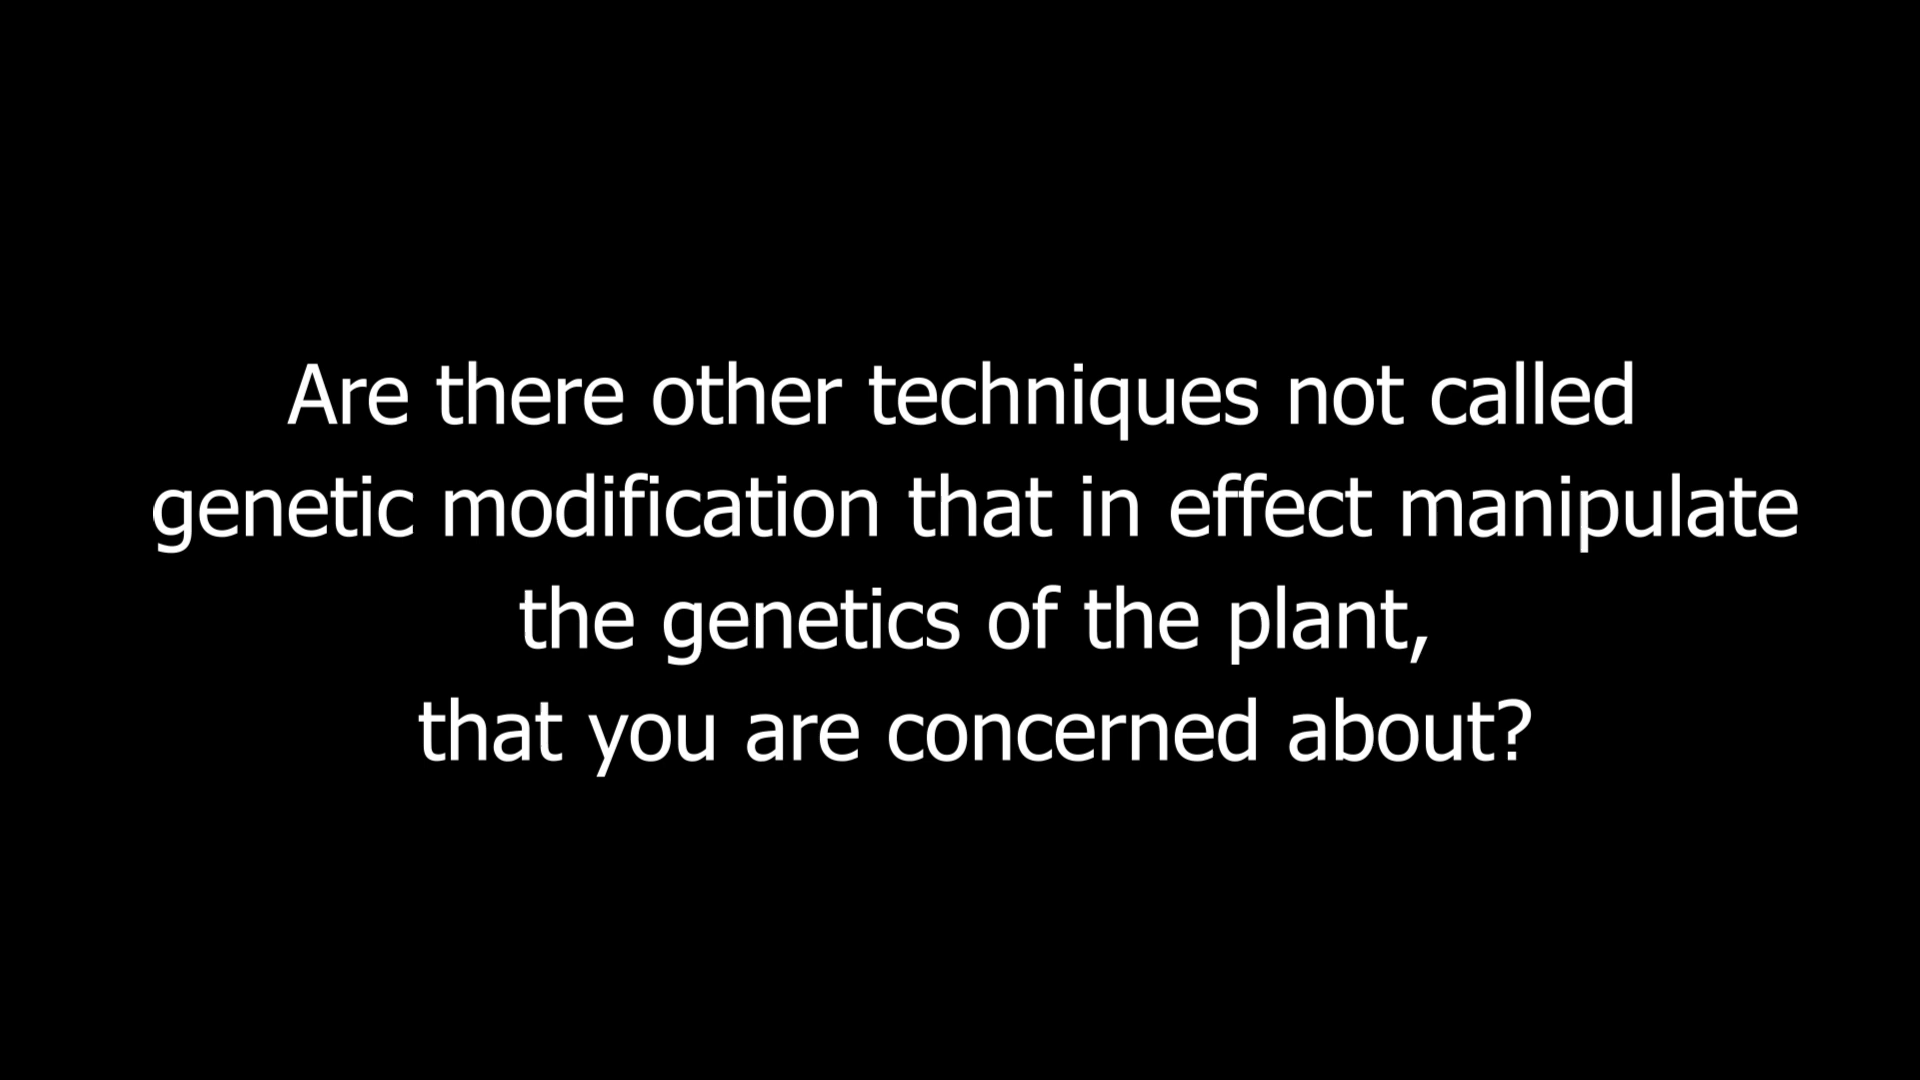 Are there other techniques not called
genetic modification that in effect manipulate
the genetics of the plant,
that you are concerned about?